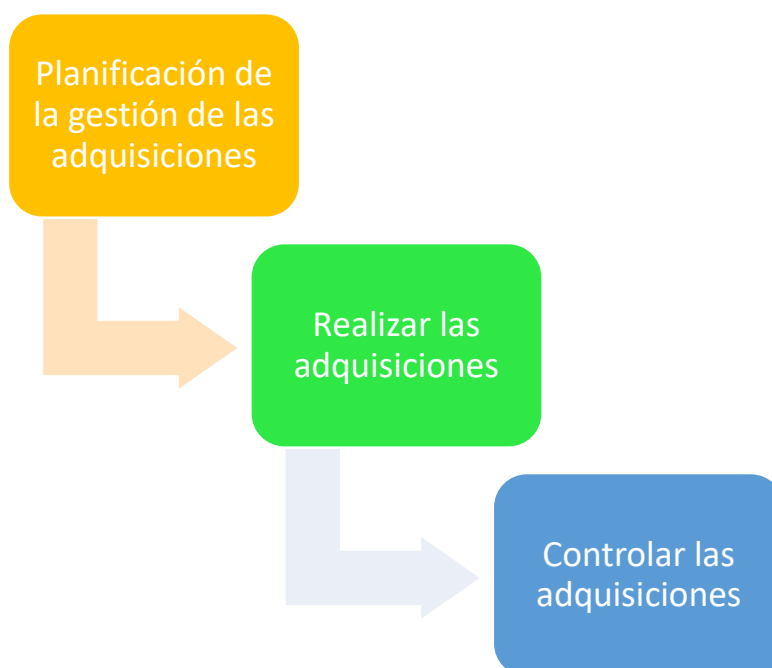 Planificación de
la gestión de las
adquisiciones
Realizar las
adquisiciones
Controlar las
adquisiciones